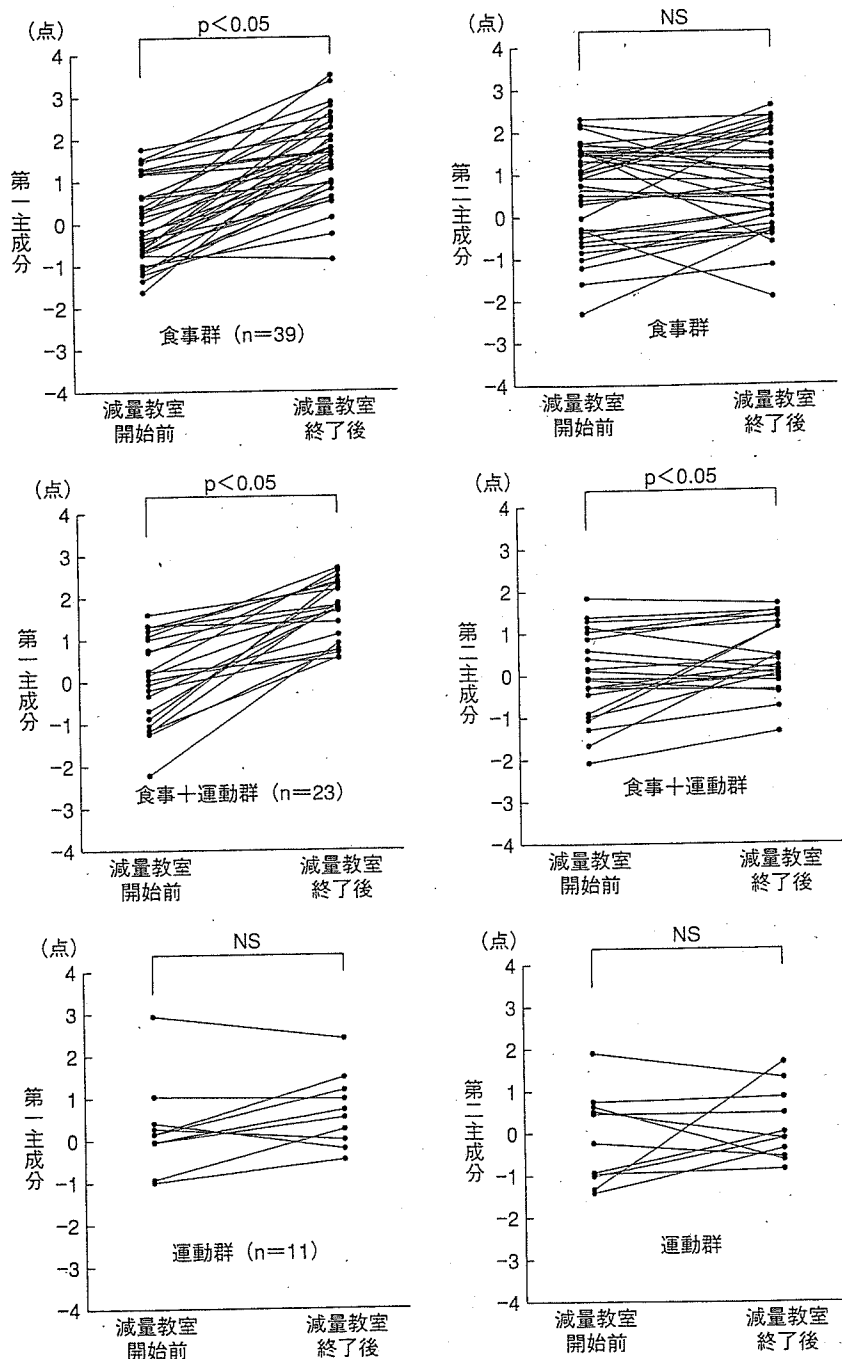 (点)
p<0.05
4
3
2
1
0
−1
−2
−3
−4
第一主成分
食事群 (n=39)
減量教室
開始前
減量教室
終了後
(点)
NS
4
3
2
1
0
−1
−2
−3
−4
第二主成分
食事群
減量教室
開始前
減量教室
終了後
(点)
p<0.05
4
3
2
1
0
−1
−2
−3
−4
第一主成分
食事+運動群 (n=23)
減量教室
開始前
減量教室
終了後
(点)
p<0.05
4
3
2
1
0
−1
−2
−3
−4
第二主成分
食事+運動群
減量教室
開始前
減量教室
終了後
(点)
NS
4
3
2
1
0
−1
−2
−3
−4
第一主成分
運動群 (n=11)
減量教室
開始前
減量教室
終了後
(点)
NS
4
3
2
1
0
−1
−2
−3
−4
第二主成分
運動群
減量教室
開始前
減量教室
終了後